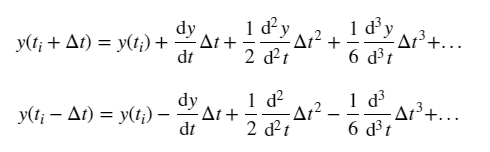 y(tᵢ + Δt) = y(tᵢ) + dy/dt Δt + 1/2 d²y/d²t Δt² + 1/6 d³y/d³t Δt³+...
y(tᵢ − Δt) = y(tᵢ) − dy/dt Δt + 1/2 d²/d²t Δt² − 1/6 d³/d³t Δt³+...